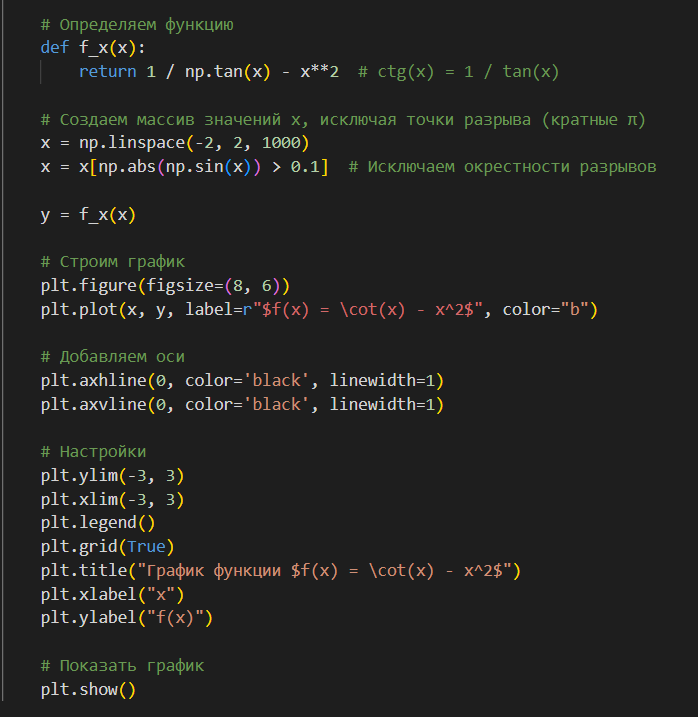 # Определяем функцию
def f_x(x):
    return 1 / np.tan(x) - x**2  # ctg(x) = 1 / tan(x)

# Создаем массив значений x, исключая точки разрыва (кратные π)
x = np.linspace(-2, 2, 1000)
x = x[np.abs(np.sin(x)) > 0.1]  # Исключаем окрестности разрывов

y = f_x(x)

# Строим график
plt.figure(figsize=(8, 6))
plt.plot(x, y, label=r"$f(x) = \cot(x) - x^2$", color="b")

# Добавляем оси
plt.axhline(0, color='black', linewidth=1)
plt.axvline(0, color='black', linewidth=1)

# Настройки
plt.ylim(-3, 3)
plt.xlim(-3, 3)
plt.legend()
plt.grid(True)
plt.title("График функции $f(x) = \cot(x) - x^2$")
plt.xlabel("x")
plt.ylabel("f(x)")

# Показать график
plt.show()